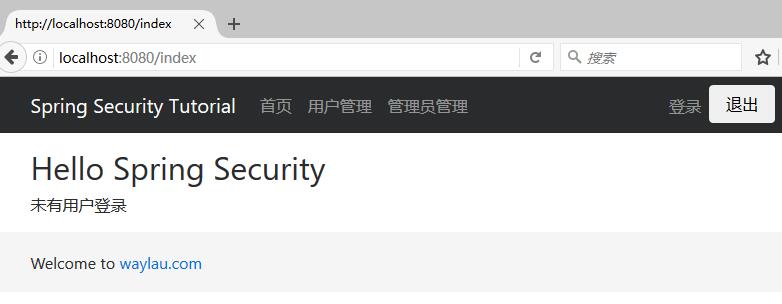 http://localhost:8080/index
localhost:8080/index
搜索
Spring Security Tutorial 首页 用户管理 管理员管理 登录 退出
Hello Spring Security
未有用户登录
Welcome to waylau.com